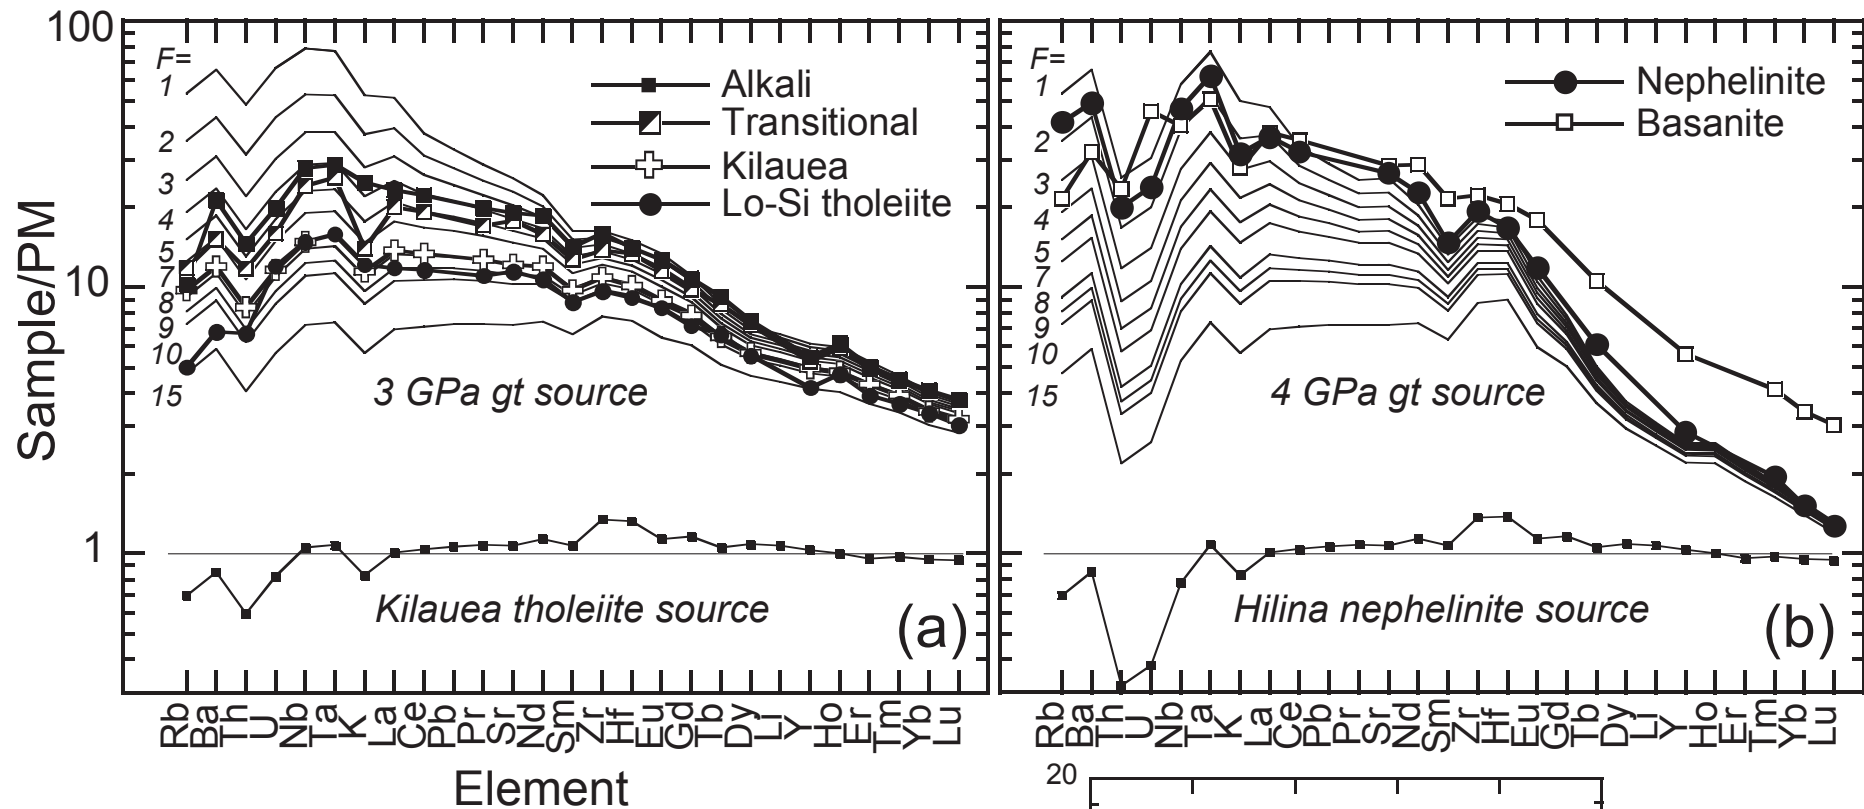 100
10
1
Sample/PM
F=
1
2
3
4
5
7
8
9
10
15
Alkali
Transitional
Kilauea
Lo-Si tholeiite
3 GPa gt source
Kilauea tholeiite source
(a)
Rb Ba Th U Nb Ta K La Ce Pb Pr Sr Nd Sm Zr Hf Eu Gd Tb Dy Li Y Ho Er Tm Yb Lu
Element
F=
1
2
3
4
5
7
8
9
10
15
Nephelinite
Basanite
4 GPa gt source
Hilina nephelinite source
(b)
Rb Ba Th U Nb Ta K La Ce Pb Pr Sr Nd Sm Zr Hf Eu Gd Tb Dy Li Y Ho Er Tm Yb Lu
20